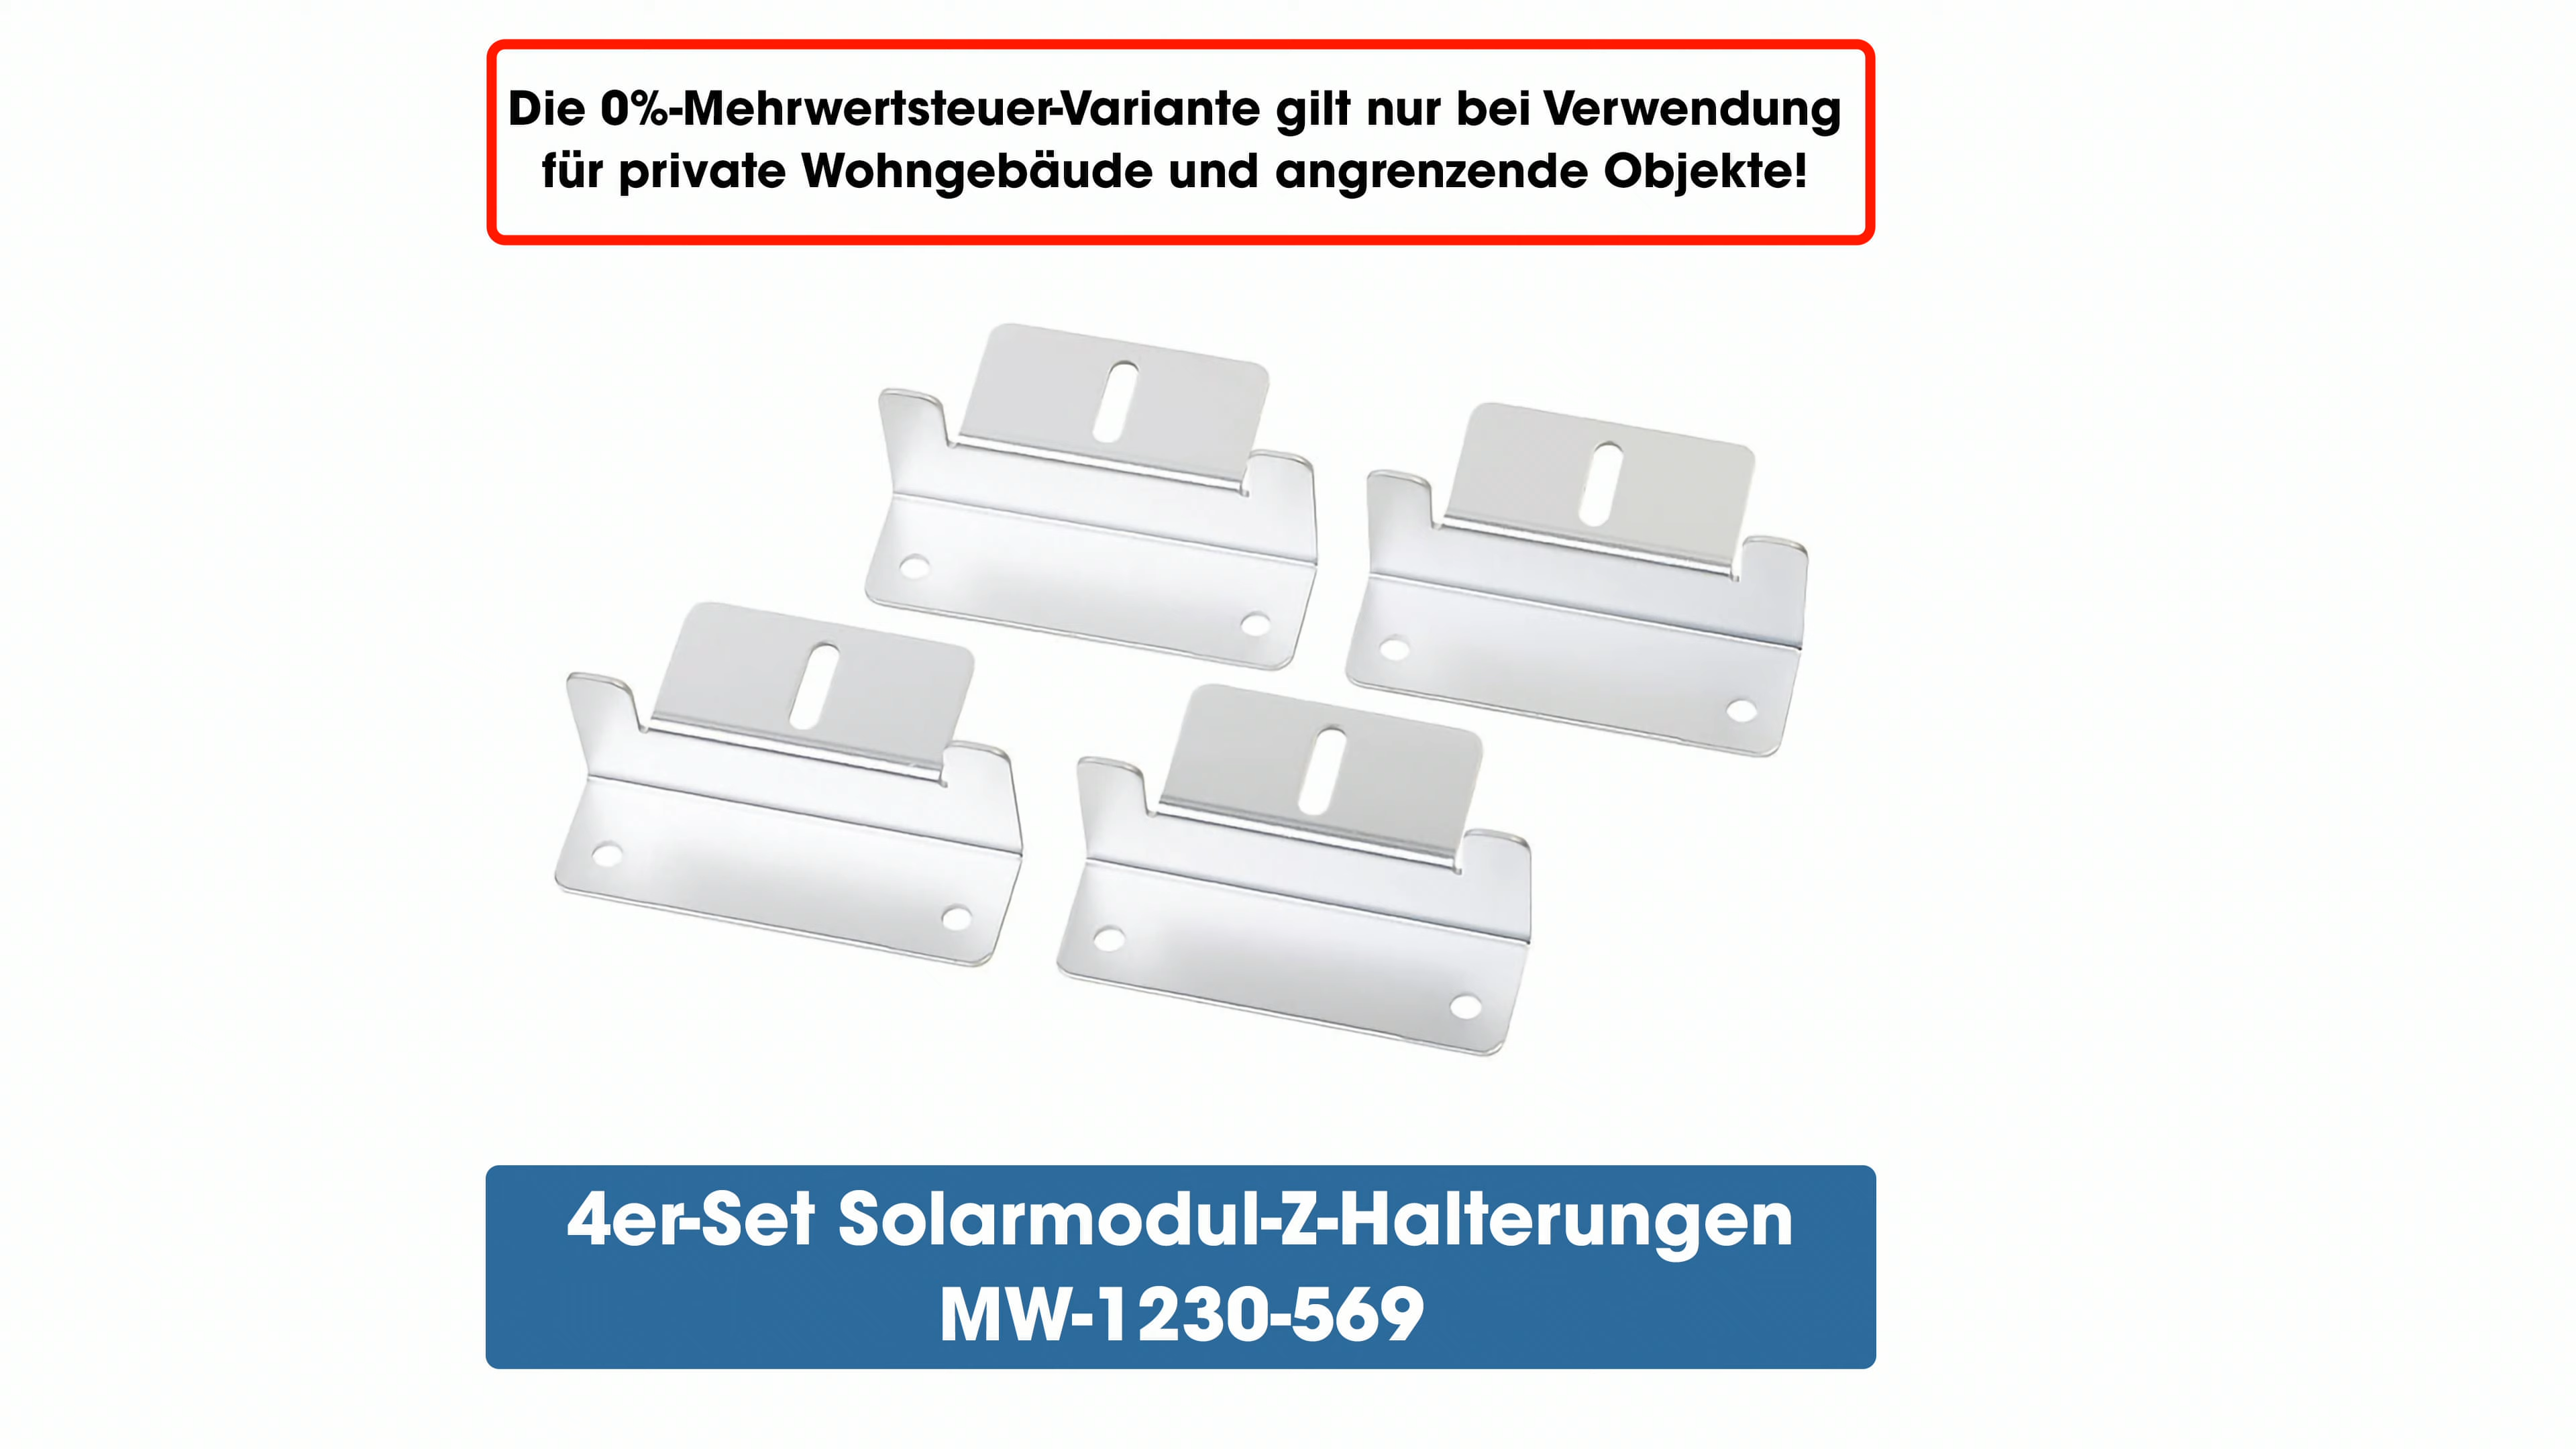 Die 0%-Mehrwertsteuer-Variante gilt nur bei Verwendung
für private Wohngebäude und angrenzende Objekte!
4er-Set Solarmodul-Z-Halterungen
MW-1230-569